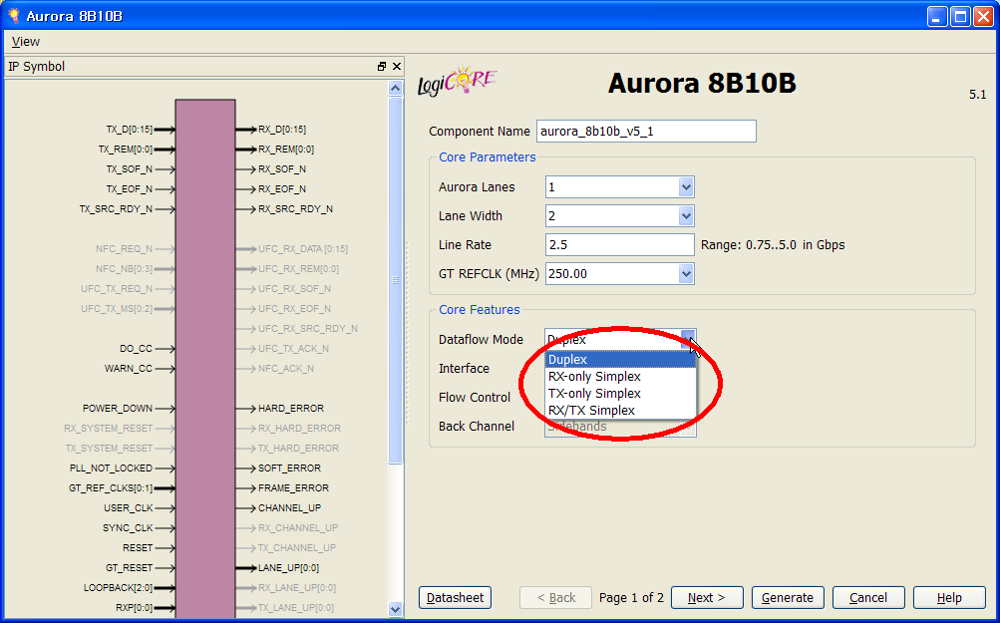 Aurora 8B10B
View
IP Symbol
TX_D[0:15]
RX_D[0:15]
TX_REM[0:0]
RX_REM[0:0]
TX_SOF_N
RX_SOF_N
TX_EOF_N
RX_EOF_N
TX_SRC_RDY_N
RX_SRC_RDY_N
NFC_REQ_N
UFC_RX_DATA [0:15]
NFC_NB[0:3]
UFC_RX_REM[0:0]
UFC_TX_REQ_N
UFC_RX_SOF_N
UFC_TX_MS[0:2]
UFC_RX_EOF_N
UFC_RX_SRC_RDY_N
DO_CC
UFC_TX_ACK_N
WARN_CC
NFC_ACK_N
POWER_DOWN
HARD_ERROR
RX_SYSTEM_RESET
RX_HARD_ERROR
TX_SYSTEM_RESET
TX_HARD_ERROR
PLL_NOT_LOCKED
SOFT_ERROR
GT_REF_CLKS[0:1]
FRAME_ERROR
USER_CLK
CHANNEL_UP
SYNC_CLK
RX_CHANNEL_UP
RESET
TX_CHANNEL_UP
GT_RESET
LANE_UP[0:0]
LOOPBACK[2:0]
RX_LANE_UP[0:0]
RXP[0:0]
TX_LANE_UP[0:0]
LogiCORE
Aurora 8B10B
5.1
Component Name aurora_8b10b_v5_1
Core Parameters
Aurora Lanes 1
Lane Width 2
Line Rate 2.5 Range: 0.75..5.0 in Gbps
GT REFCLK (MHz) 250.00
Core Features
Dataflow Mode Duplex
Duplex
Interface
RX-only Simplex
TX-only Simplex
Flow Control
RX/TX Simplex
Back Channel Sidebands
Datasheet < Back Page 1 of 2 Next > Generate Cancel Help